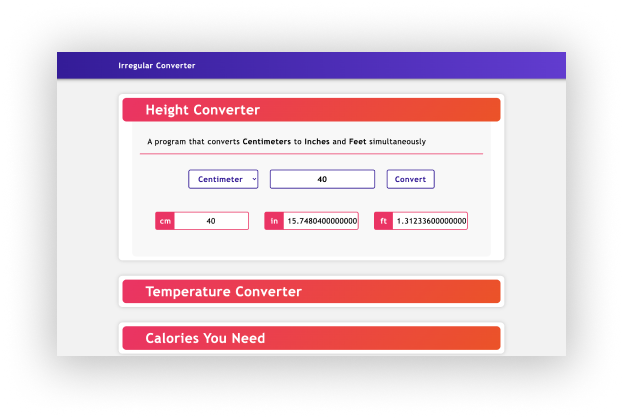 Irregular Converter
Height Converter
A program that converts Centimeters to Inches and Feet simultaneously
Centimeter 40 Convert
cm 40 in 15.7480400000000 ft 1.31233600000000
Temperature Converter
Calories You Need